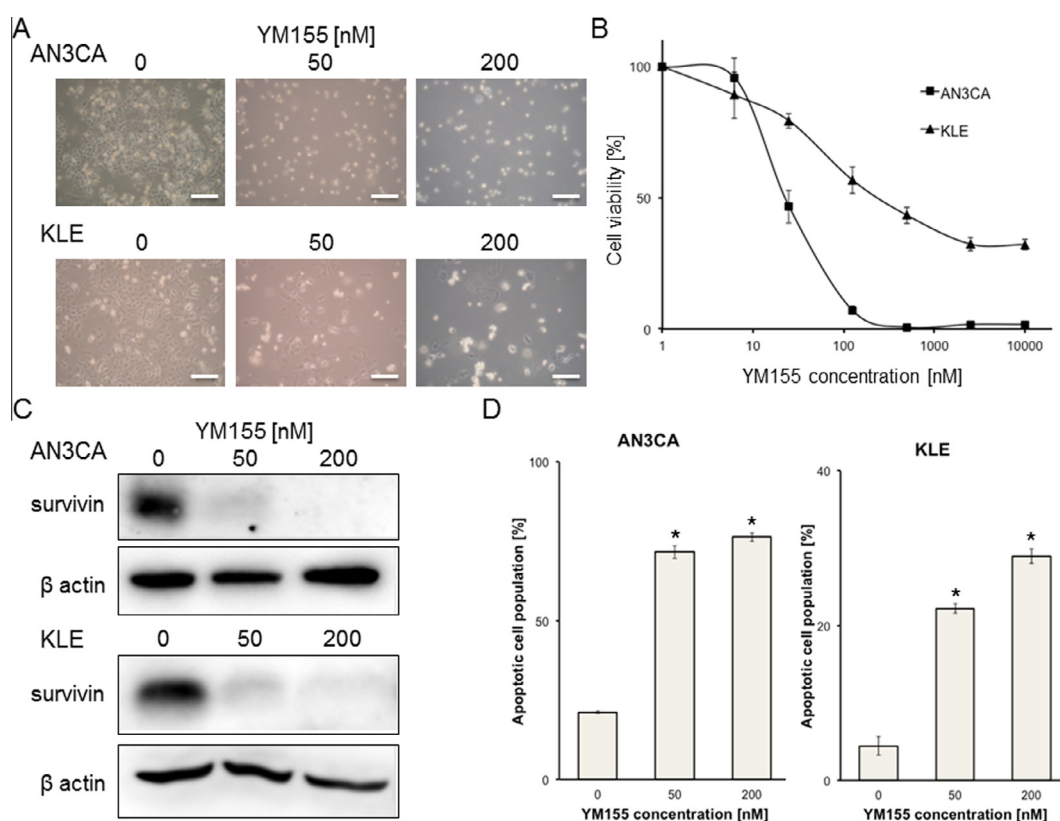 A
YM155 [nM]
AN3CA
0 50 200
KLE
0 50 200
B
Cell viability [%]
100
50
0
1 10 100 1000 10000
YM155 concentration [nM]
AN3CA
KLE
C
YM155 [nM]
AN3CA
0 50 200
survivin
β actin
KLE
0 50 200
survivin
β actin
D
AN3CA
Apoptotic cell population [%]
100
50
0
* *
0 50 200
YM155 concentration [nM]
KLE
Apoptotic cell population [%]
40
20
0
* *
0 50 200
YM155 concentration [nM]